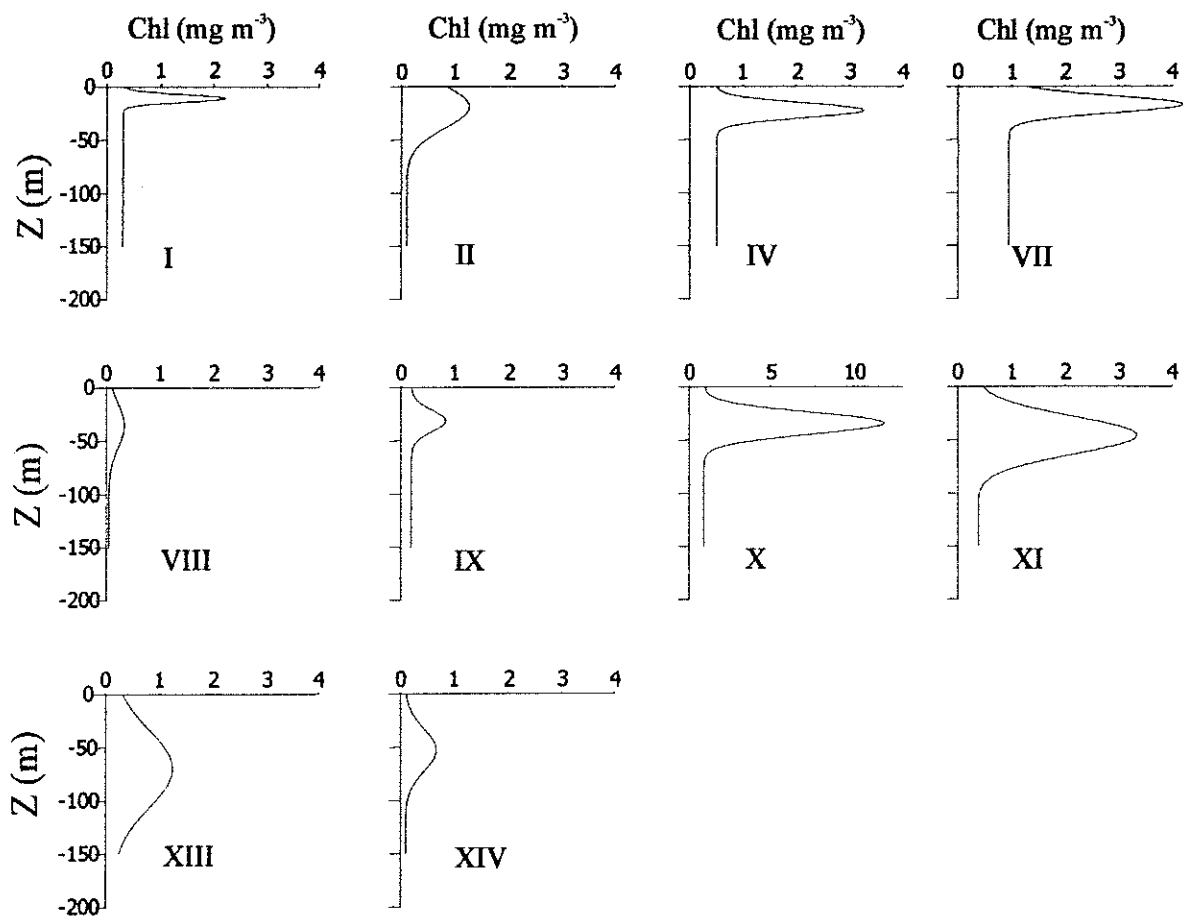 Chl (mg m-3) Chl (mg m-3) Chl (mg m-3) Chl (mg m-3)
0 1 2 3 4 0 1 2 3 4 0 1 2 3 4 0 1 2 3 4
0
-50
-100
-150
-200
Z (m)
I II IV VII
0 1 2 3 4 0 1 2 3 4 0 5 10 0 1 2 3 4
0
-50
-100
-150
-200
Z (m)
VIII IX X XI
0 1 2 3 4 0 1 2 3 4
0
-50
-100
-150
-200
Z (m)
XIII XIV